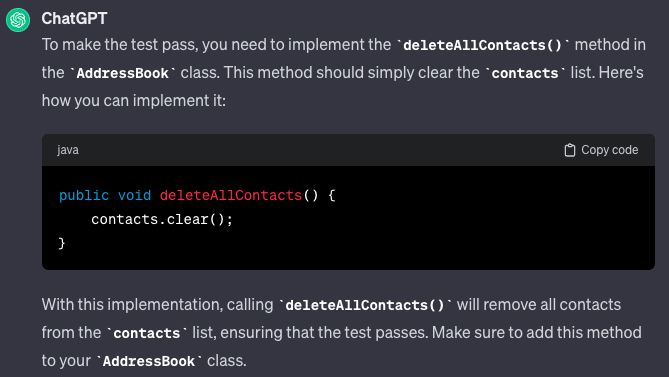 ChatGPT
To make the test pass, you need to implement the `deleteAllContacts()` method in
the `AddressBook` class. This method should simply clear the `contacts` list. Here's
how you can implement it:
java
Copy code
public void deleteAllContacts() {
    contacts.clear();
}
With this implementation, calling `deleteAllContacts()` will remove all contacts
from the `contacts` list, ensuring that the test passes. Make sure to add this method
to your `AddressBook` class.